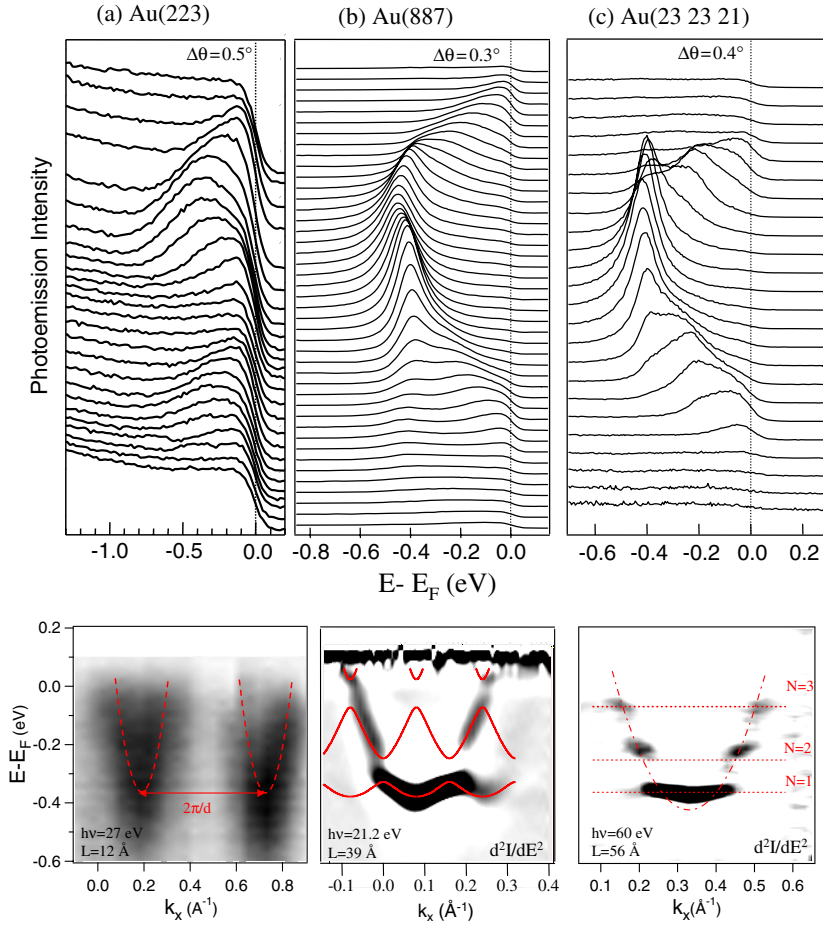 (a) Au(223)
(b) Au(887)
(c) Au(23 23 21)
Δθ=0.5°
Δθ=0.3°
Δθ=0.4°
Photoemission Intensity
-1.0
-0.5
0.0
-0.8
-0.6
-0.4
-0.2
0.0
-0.6
-0.4
-0.2
0.0
0.2
E- E_F (eV)
0.2
0.0
-0.2
-0.4
-0.6
E-E_F (eV)
2π/d
hν=27 eV
L=12 Å
hν=21.2 eV
L=39 Å
d²I/dE²
N=3
N=2
N=1
hν=60 eV
L=56 Å
d²I/dE²
0.0
0.2
0.4
0.6
0.8
-0.1
0.0
0.1
0.2
0.3
0.4
0.1
0.2
0.3
0.4
0.5
0.6
k_x (A⁻¹)
k_x (Å⁻¹)
k_x(Å⁻¹)